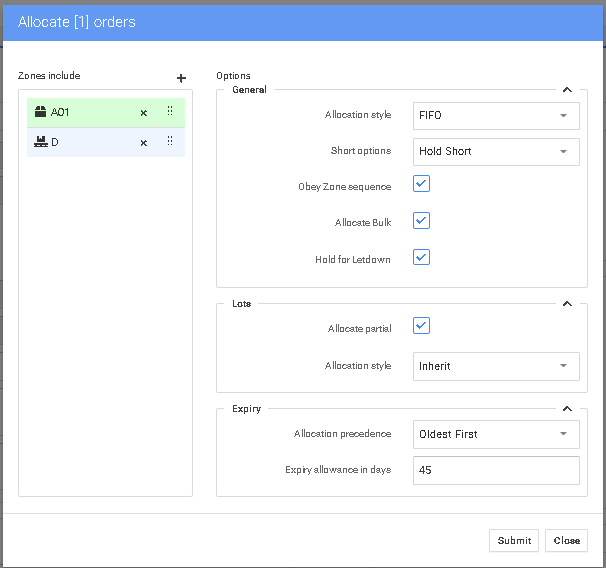 Allocate [1] orders
Zones include
+
A01
D
Options
General
Allocation style
FIFO
Short options
Hold Short
Obey Zone sequence
Allocate Bulk
Hold for Letdown
Lots
Allocate partial
Allocation style
Inherit
Expiry
Allocation precedence
Oldest First
Expiry allowance in days
45
Submit
Close